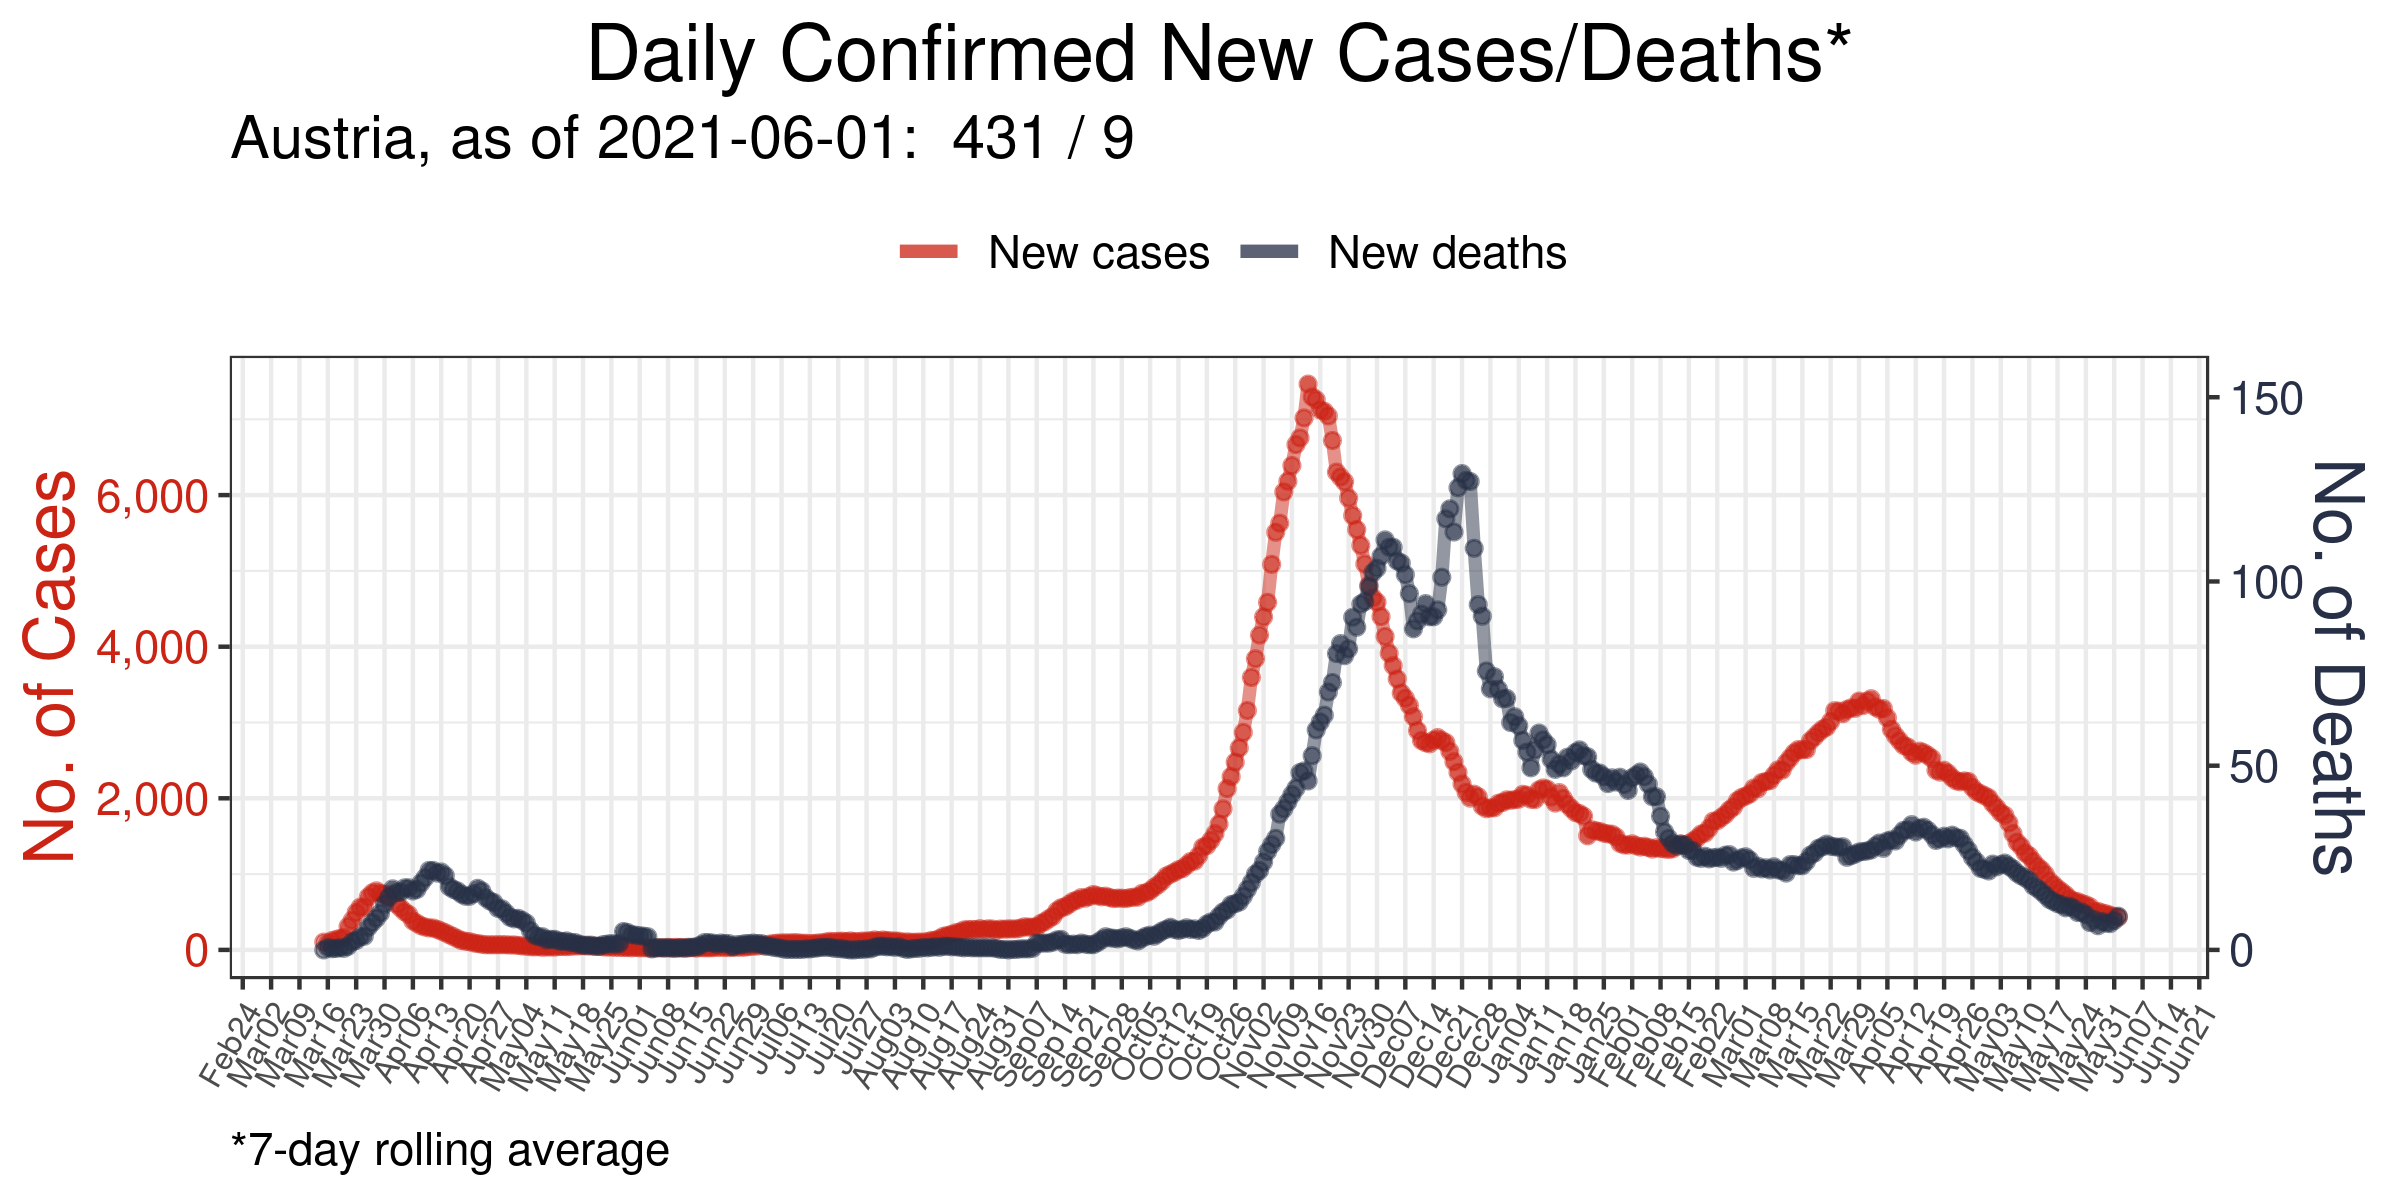 Daily Confirmed New Cases/Deaths*
Austria, as of 2021-06-01:  431 / 9
New cases
New deaths
No. of Cases
6,000
4,000
2,000
0
150
100
50
0
No. of Deaths
Feb24
Mar02
Mar09
Mar16
Mar23
Mar30
Apr06
Apr13
Apr20
Apr27
May04
May11
May18
May25
Jun01
Jun08
Jun15
Jun22
Jun29
Jul06
Jul13
Jul20
Jul27
Aug03
Aug10
Aug17
Aug24
Aug31
Sep07
Sep14
Sep21
Sep28
Oct05
Oct12
Oct19
Oct26
Nov02
Nov09
Nov16
Nov23
Nov30
Dec07
Dec14
Dec21
Dec28
Jan04
Jan11
Jan18
Jan25
Feb01
Feb08
Feb15
Feb22
Mar01
Mar08
Mar15
Mar22
Mar29
Apr05
Apr12
Apr19
Apr26
May03
May10
May17
May24
May31
Jun07
Jun14
Jun21
*7-day rolling average